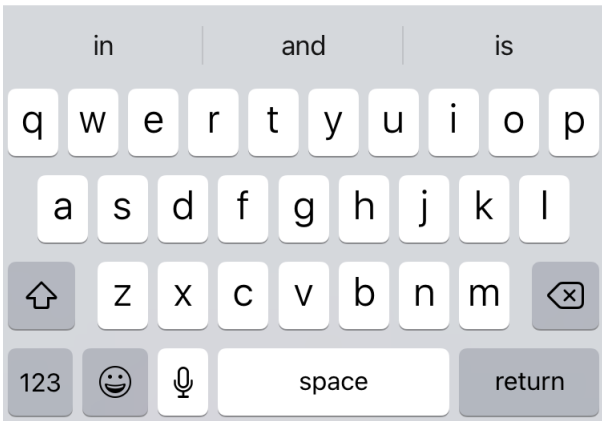 in and is
q w e r t y u i o p
a s d f g h j k l
z x c v b n m
123 space return